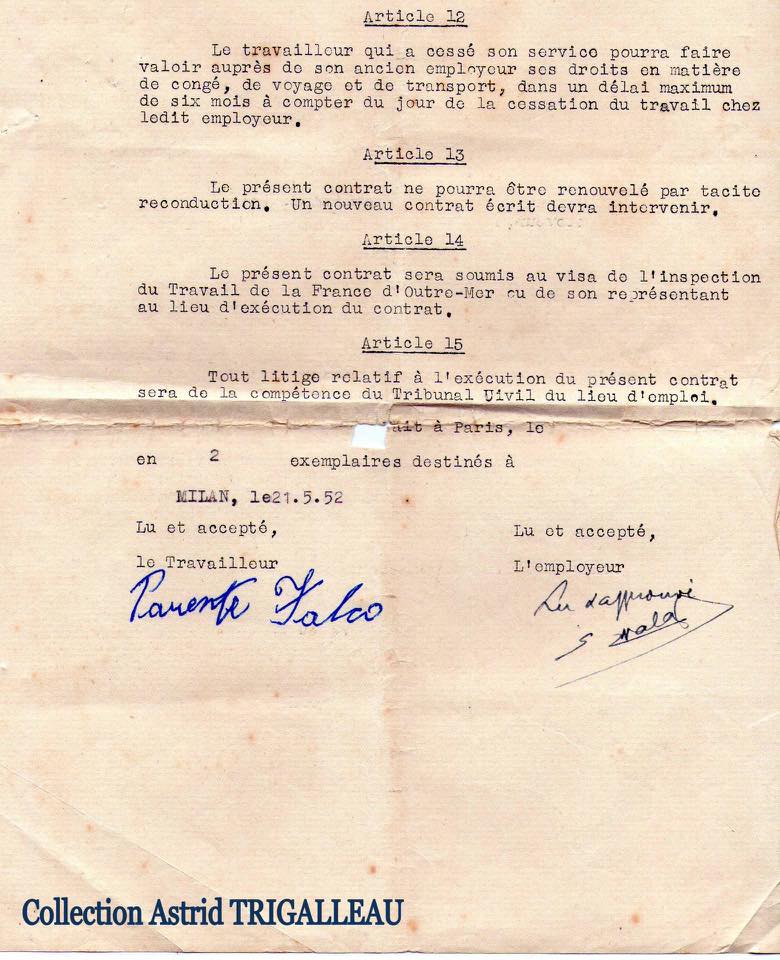 Article 12
Le travailleur qui a cessé son service pourra faire
valoir auprès de son ancien employeur ses droits en matière
de congé, de voyage et de transport, dans un délai maximum
de six mois à compter du jour de la cessation du travail chez
ledit employeur.
Article 13
Le présent contrat ne pourra être renouvelé par tacite
reconduction. Un nouveau contrat écrit devra intervenir.
Article 14
Le présent contrat sera soumis au visa de l'inspection
du Travail de la France d'Outre-Mer ou de son représentant
au lieu d'exécution du contrat.
Article 15
Tout litige relatif à l'exécution du présent contrat
sera de la compétence du Tribunal Uivil du lieu d'emploi.
ait à Paris, le
en 2 exemplaires destinés à
MILAN, le21.5.52
Lu et accepté, Lu et accepté,
le Travailleur L'employeur
Parente Falco
Lu & approuvé
Collection Astrid TRIGALLEAU